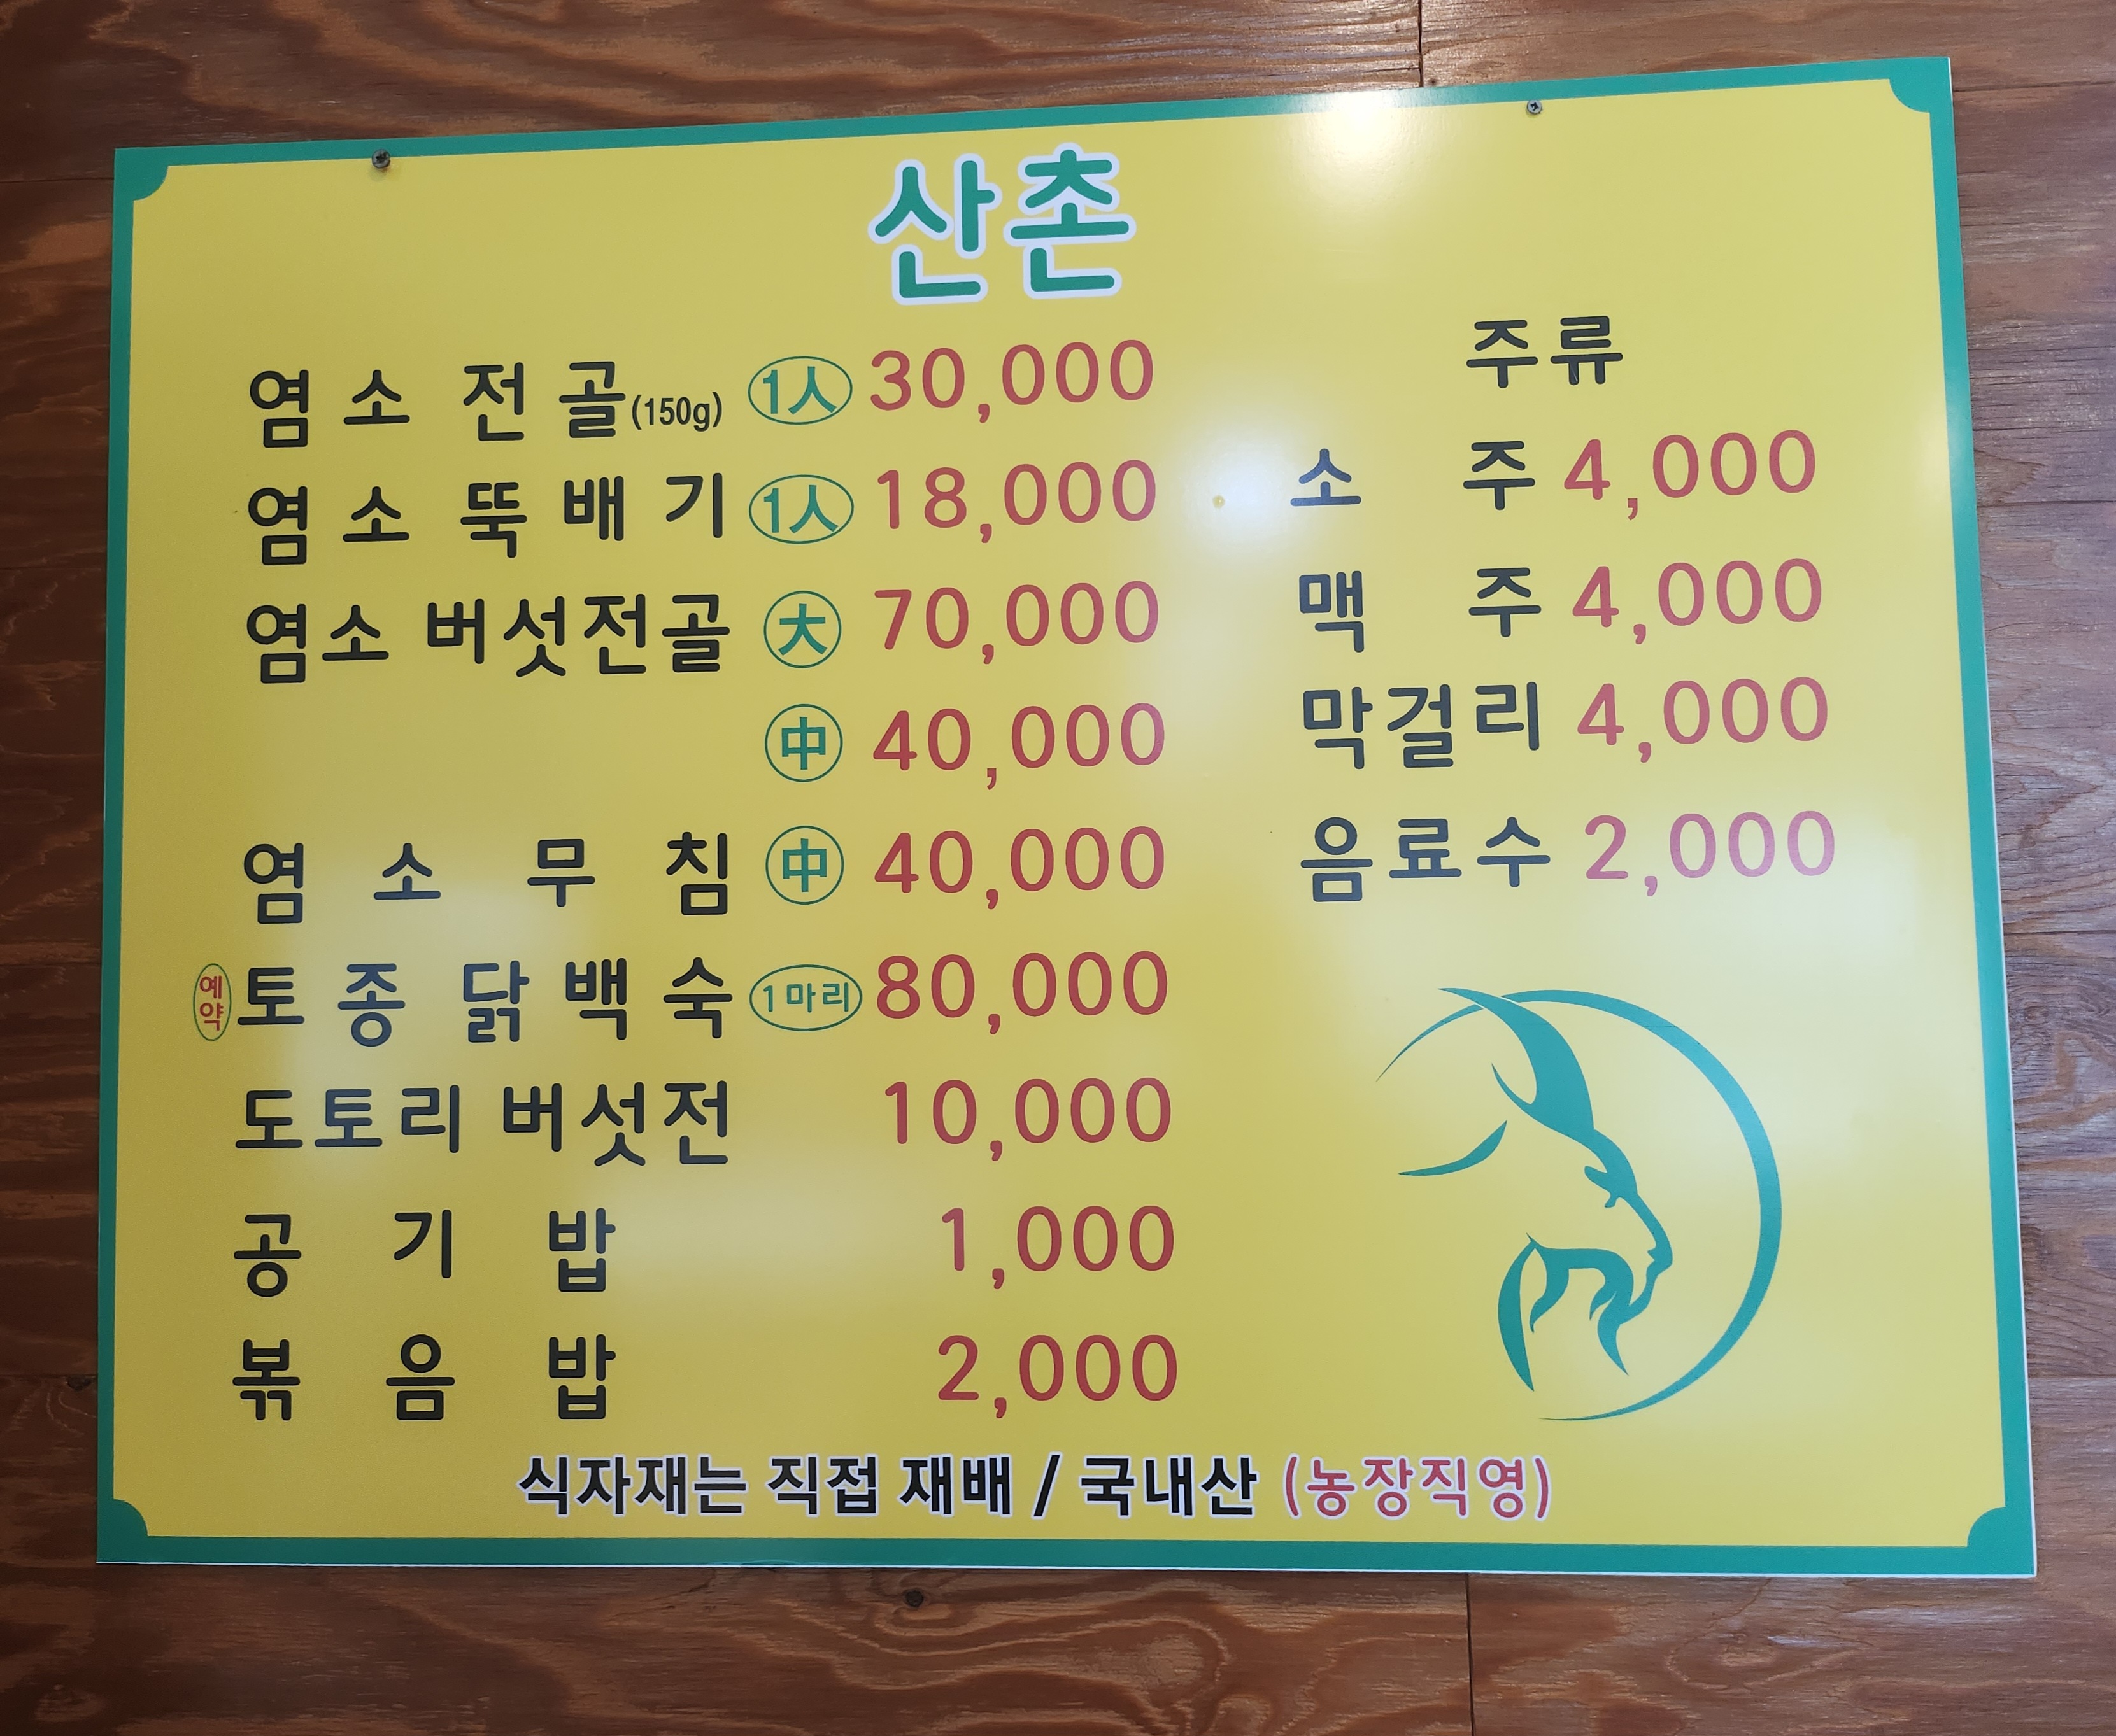 산촌
염소 전골(150g) 1人 30,000
염소 뚝배기 1人 18,000
염소 버섯전골 大 70,000
中 40,000
염소무침 中 40,000
예약 토종 닭백숙 1마리 80,000
도토리 버섯전 10,000
공기밥 1,000
볶음밥 2,000
주류
소주 4,000
맥주 4,000
막걸리 4,000
음료수 2,000
식자재는 직접 재배 / 국내산 (농장직영)